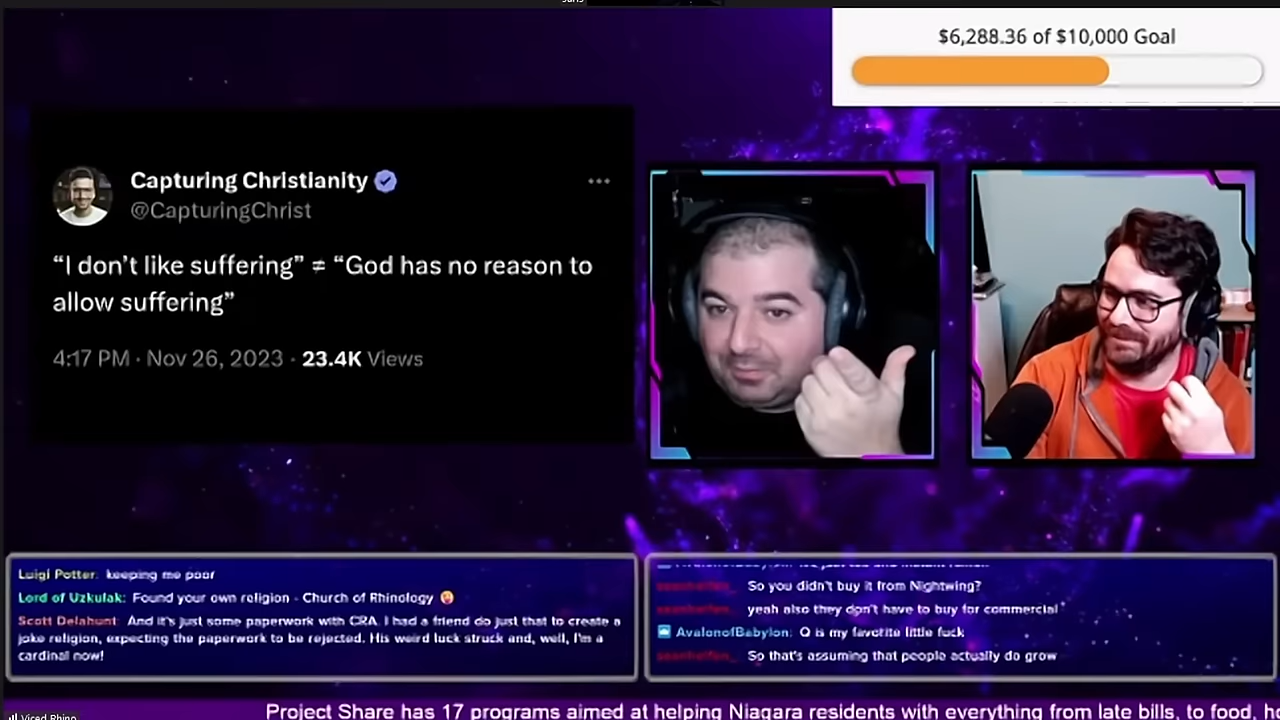 $6,288.36 of $10,000 Goal
Capturing Christianity
@CapturingChrist
“I don’t like suffering” ≠ “God has no reason to
allow suffering”
4:17 PM · Nov 26, 2023 · 23.4K Views
Luigi Potter: keeping me poor
Lord of Uzkulak: Found your own religion - Church of Rhinology
Scott Delahunt: And it's just some paperwork with CRA. I had a friend do just that to create a
joke religion, expecting the paperwork to be rejected. His weird luck struck and, well, I'm a
cardinal now!
So you didn't buy it from Nightwing?
yeah also they don't have to buy for commercial
AvalonofBabylon: Q is my favorite little fuck
So that's assuming that people actually do grow
Viced Rhino
Project Share has 17 programs aimed at helping Niagara residents with everything from late bills, to food,